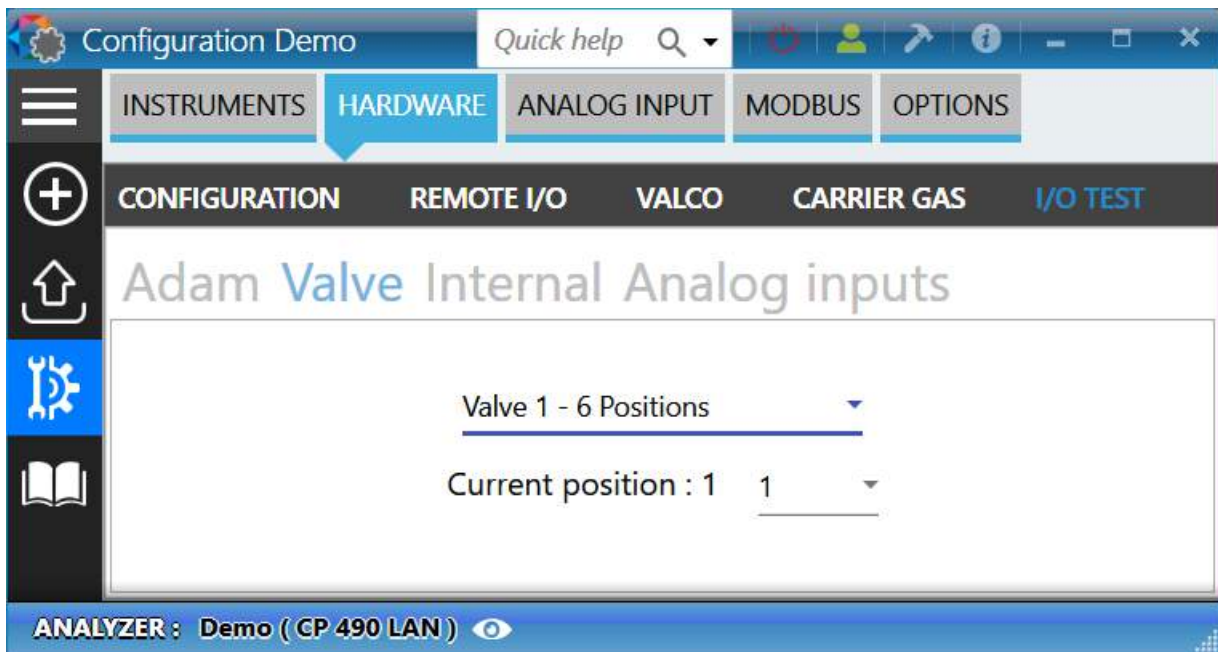 Configuration Demo Quick help
INSTRUMENTS HARDWARE ANALOG INPUT MODBUS OPTIONS
CONFIGURATION REMOTE I/O VALCO CARRIER GAS I/O TEST
Adam Valve Internal Analog inputs
Valve 1 - 6 Positions
Current position : 1 1
ANALYZER : Demo ( CP 490 LAN )